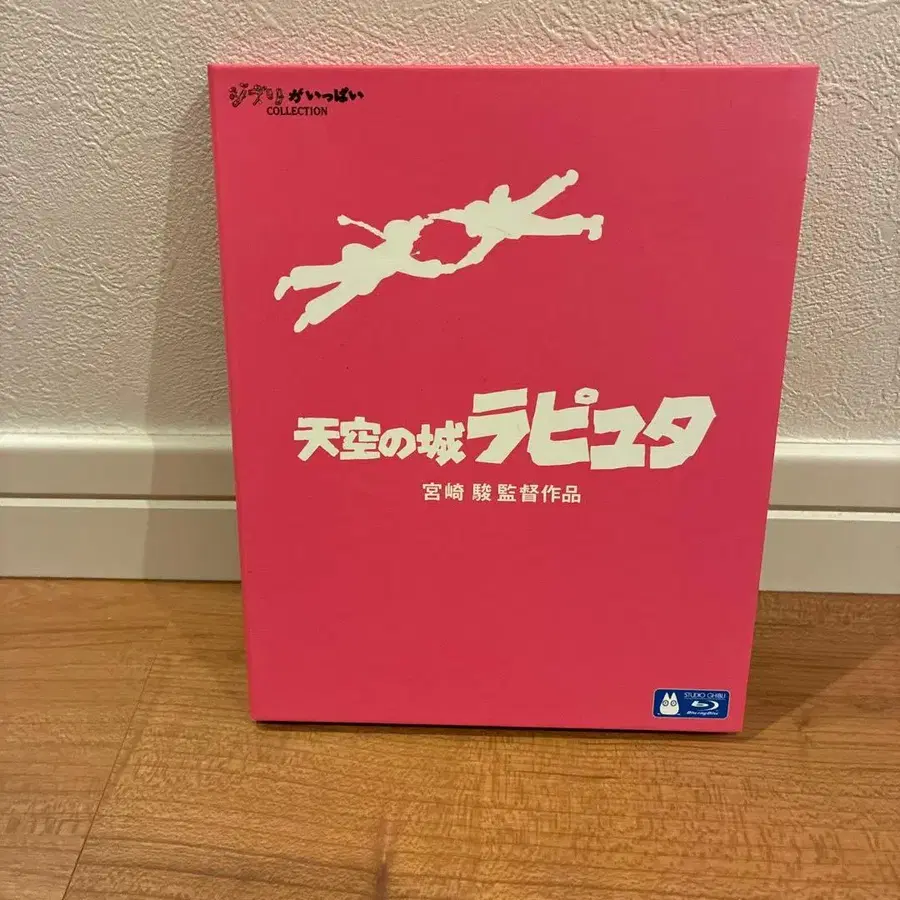 ジブリがいっぱい
COLLECTION
天空の城ラピュタ
宮崎 駿 監督作品
STUDIO GHIBLI
Blu-ray Disc